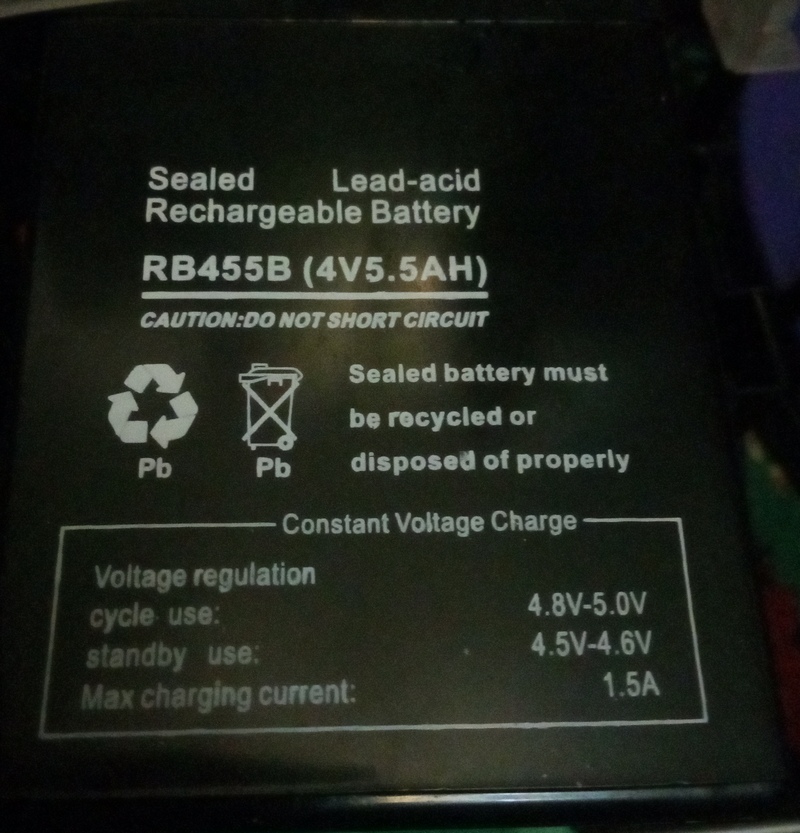 Sealed Lead-acid
Rechargeable Battery
RB455B (4V5.5AH)
CAUTION:DO NOT SHORT CIRCUIT
Pb
Pb
Sealed battery must
be recycled or
disposed of properly
Constant Voltage Charge
Voltage regulation
cycle use: 4.8V-5.0V
standby use: 4.5V-4.6V
Max charging current: 1.5A